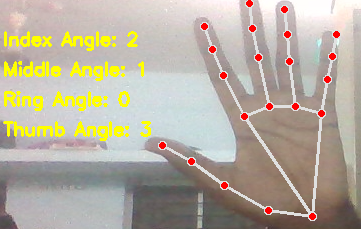 Index Angle: 2
Middle Angle: 1
Ring Angle: 0
Thumb Angle: 3